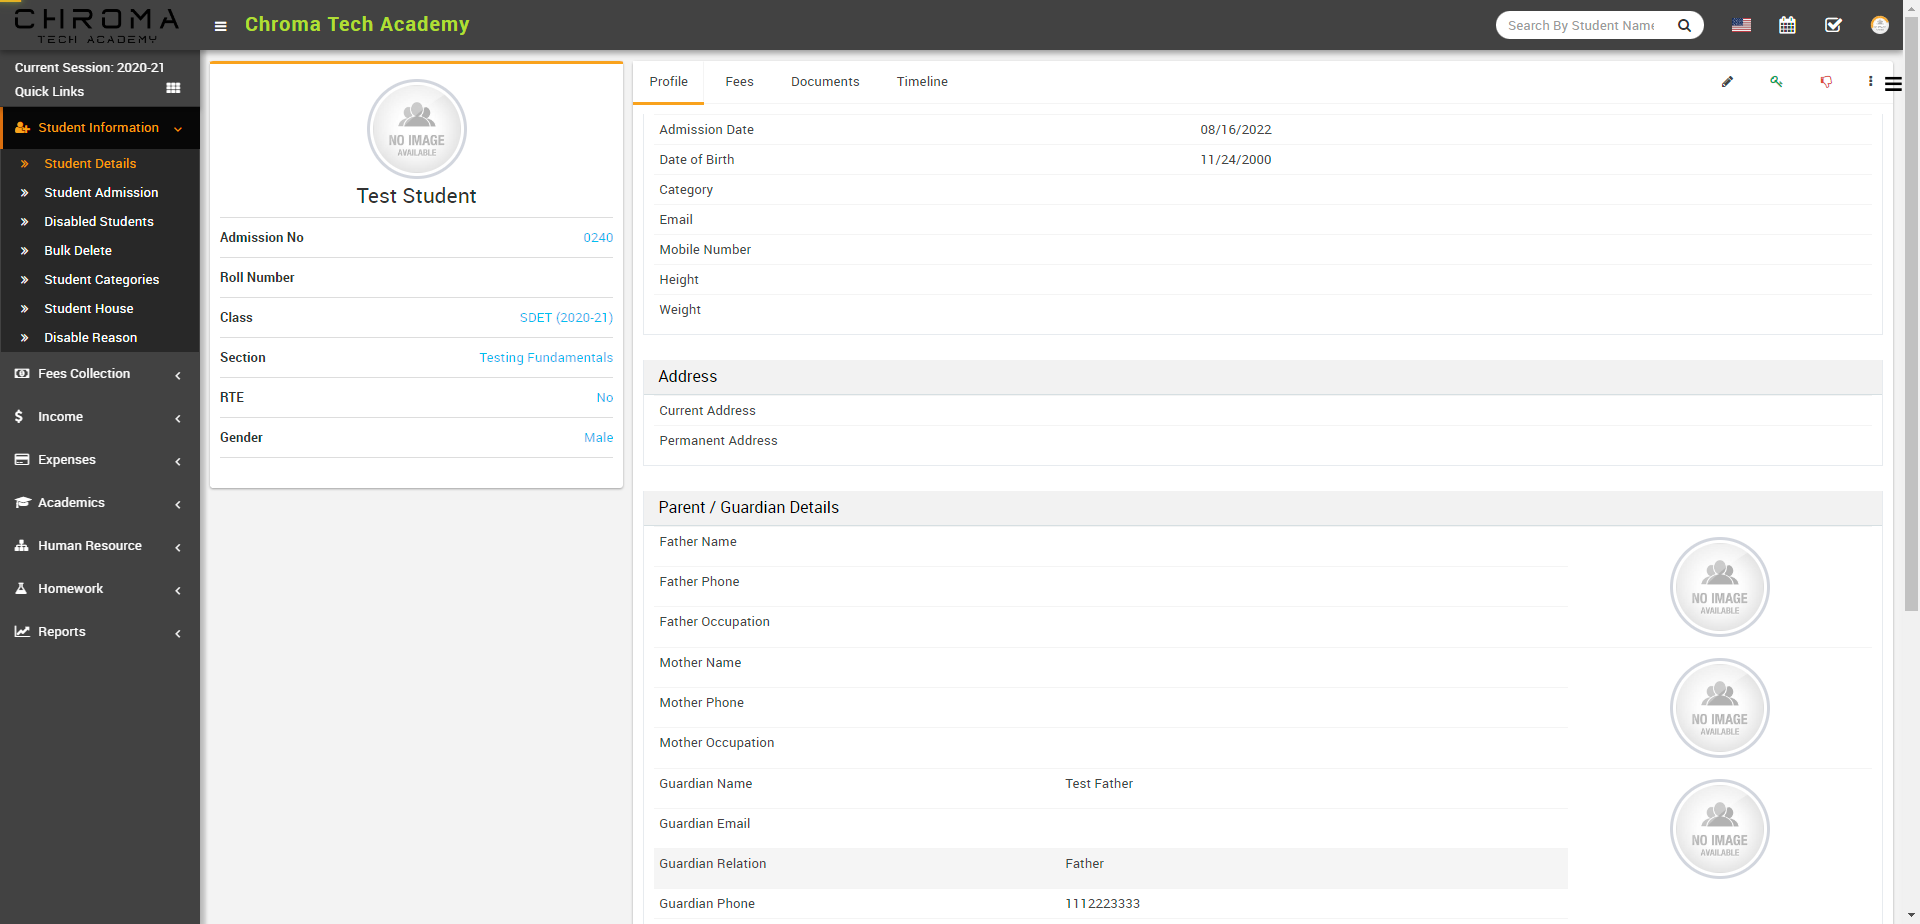 CHROMA
TECH ACADEMY
Chroma Tech Academy
Search By Student Name
Current Session: 2020-21
Quick Links
Student Information
Student Details
Student Admission
Disabled Students
Bulk Delete
Student Categories
Student House
Disable Reason
Fees Collection
Income
Expenses
Academics
Human Resource
Homework
Reports
NO IMAGE
AVAILABLE
Test Student
Admission No 0240
Roll Number
Class SDET (2020-21)
Section Testing Fundamentals
RTE No
Gender Male
Profile Fees Documents Timeline
Admission Date 08/16/2022
Date of Birth 11/24/2000
Category
Email
Mobile Number
Height
Weight
Address
Current Address
Permanent Address
Parent / Guardian Details
Father Name
Father Phone
Father Occupation
NO IMAGE
AVAILABLE
Mother Name
Mother Phone
Mother Occupation
NO IMAGE
AVAILABLE
Guardian Name Test Father
Guardian Email
Guardian Relation Father
Guardian Phone 1112223333
NO IMAGE
AVAILABLE